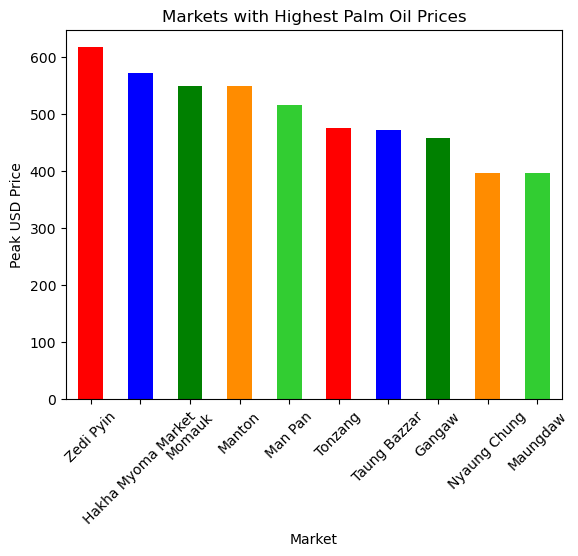 Markets with Highest Palm Oil Prices
Peak USD Price
600
500
400
300
200
100
0
Zedi Pyin
Hakha Myoma Market
Momauk
Manton
Man Pan
Tonzang
Taung Bazzar
Gangaw
Nyaung Chung
Maungdaw
Market